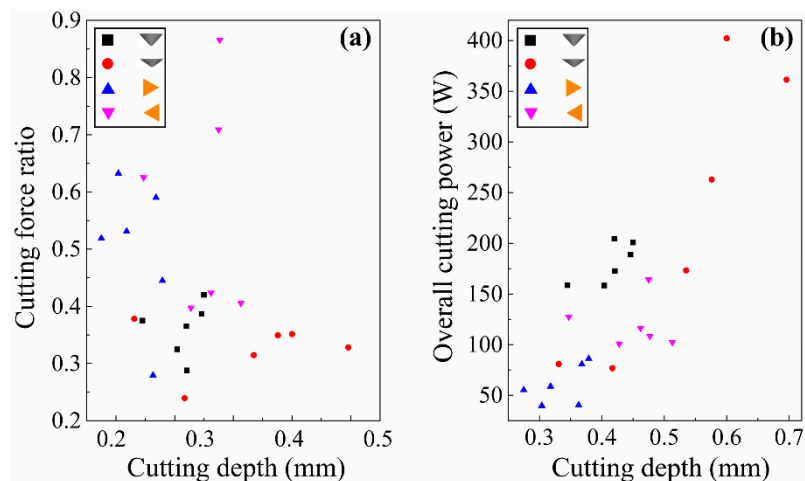 (a)
0.9
0.8
0.7
0.6
0.5
0.4
0.3
0.2
Cutting force ratio
0.2 0.3 0.4 0.5
Cutting depth (mm)
(b)
400
350
300
250
200
150
100
50
Overall cutting power (W)
0.3 0.4 0.5 0.6 0.7
Cutting depth (mm)